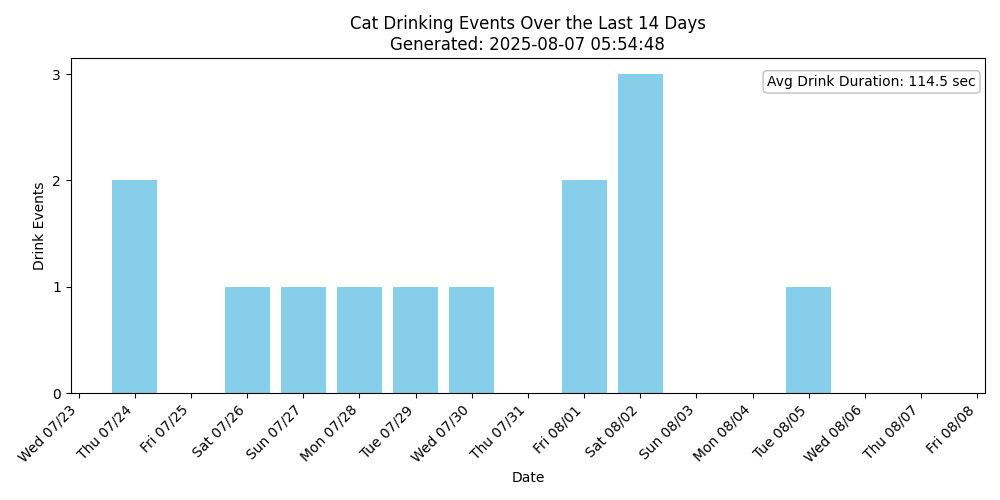 Cat Drinking Events Over the Last 14 Days
Generated: 2025-08-07 05:54:48
Avg Drink Duration: 114.5 sec
Drink Events
3
2
1
0
Wed 07/23
Thu 07/24
Fri 07/25
Sat 07/26
Sun 07/27
Mon 07/28
Tue 07/29
Wed 07/30
Thu 07/31
Fri 08/01
Sat 08/02
Sun 08/03
Mon 08/04
Tue 08/05
Wed 08/06
Thu 08/07
Fri 08/08
Date